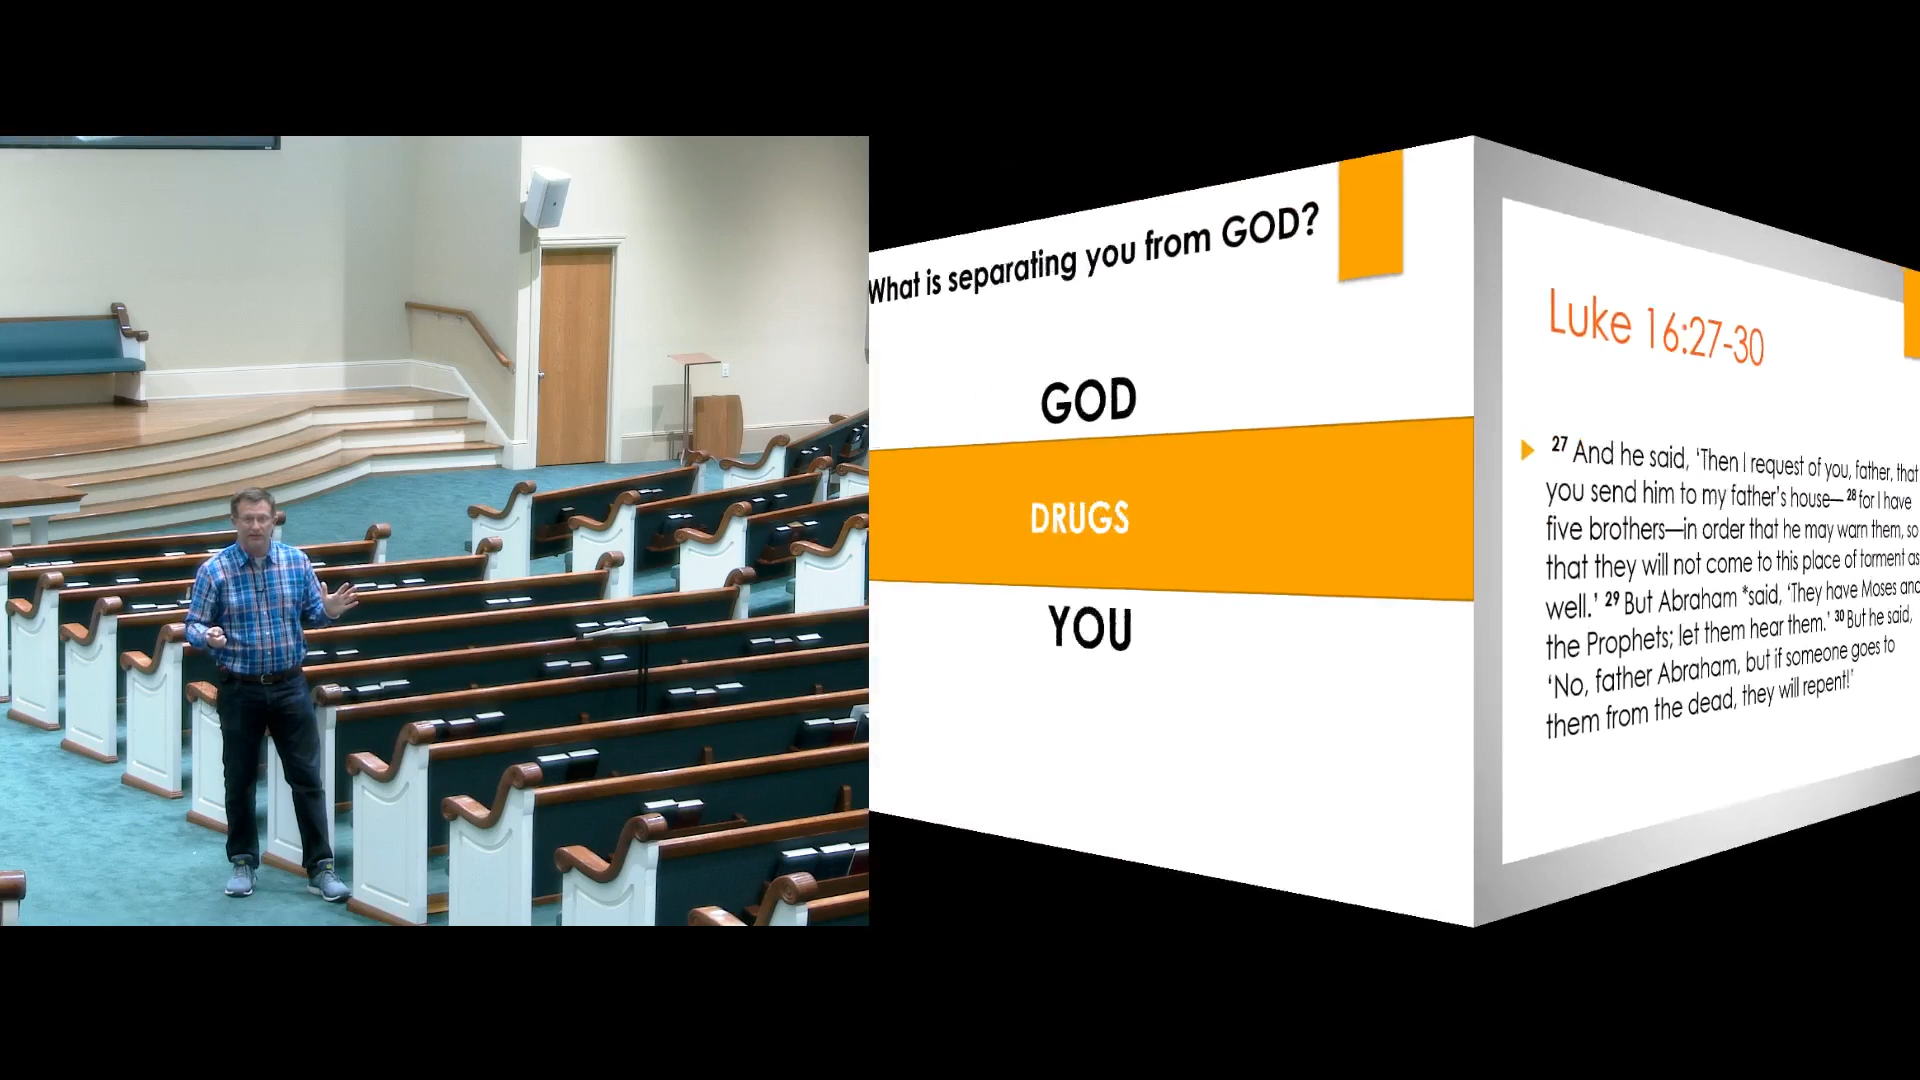 What is separating you from GOD?
GOD
DRUGS
YOU
Luke 16:27-30
27 And he said, ‘Then I request of you, father, that
you send him to my father’s house— 28 for I have
five brothers—in order that he may warn them, so
that they will not come to this place of torment as
well.’ 29 But Abraham *said, ‘They have Moses and
the Prophets; let them hear them.’ 30 But he said,
‘No, father Abraham, but if someone goes to
them from the dead, they will repent!’